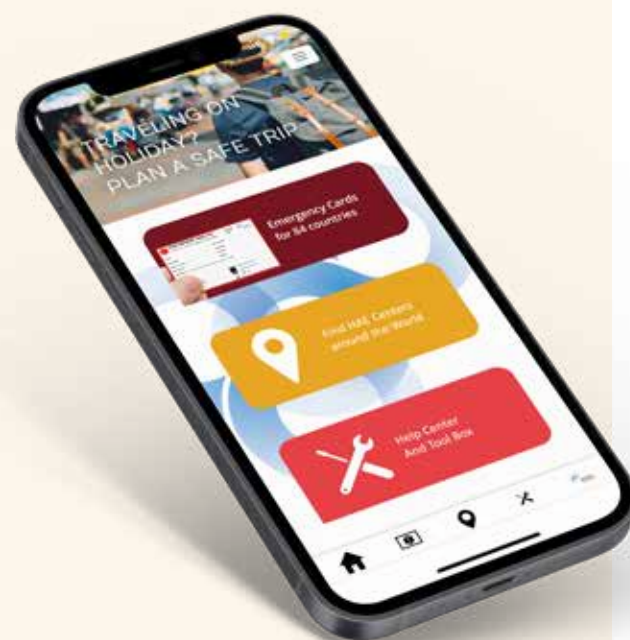 TRAVELING ON
HOLIDAY?
PLAN A SAFE TRIP
Emergency Cards
for 84 countries
Find HAE Centers
around the World
Help Center
And Tool Box